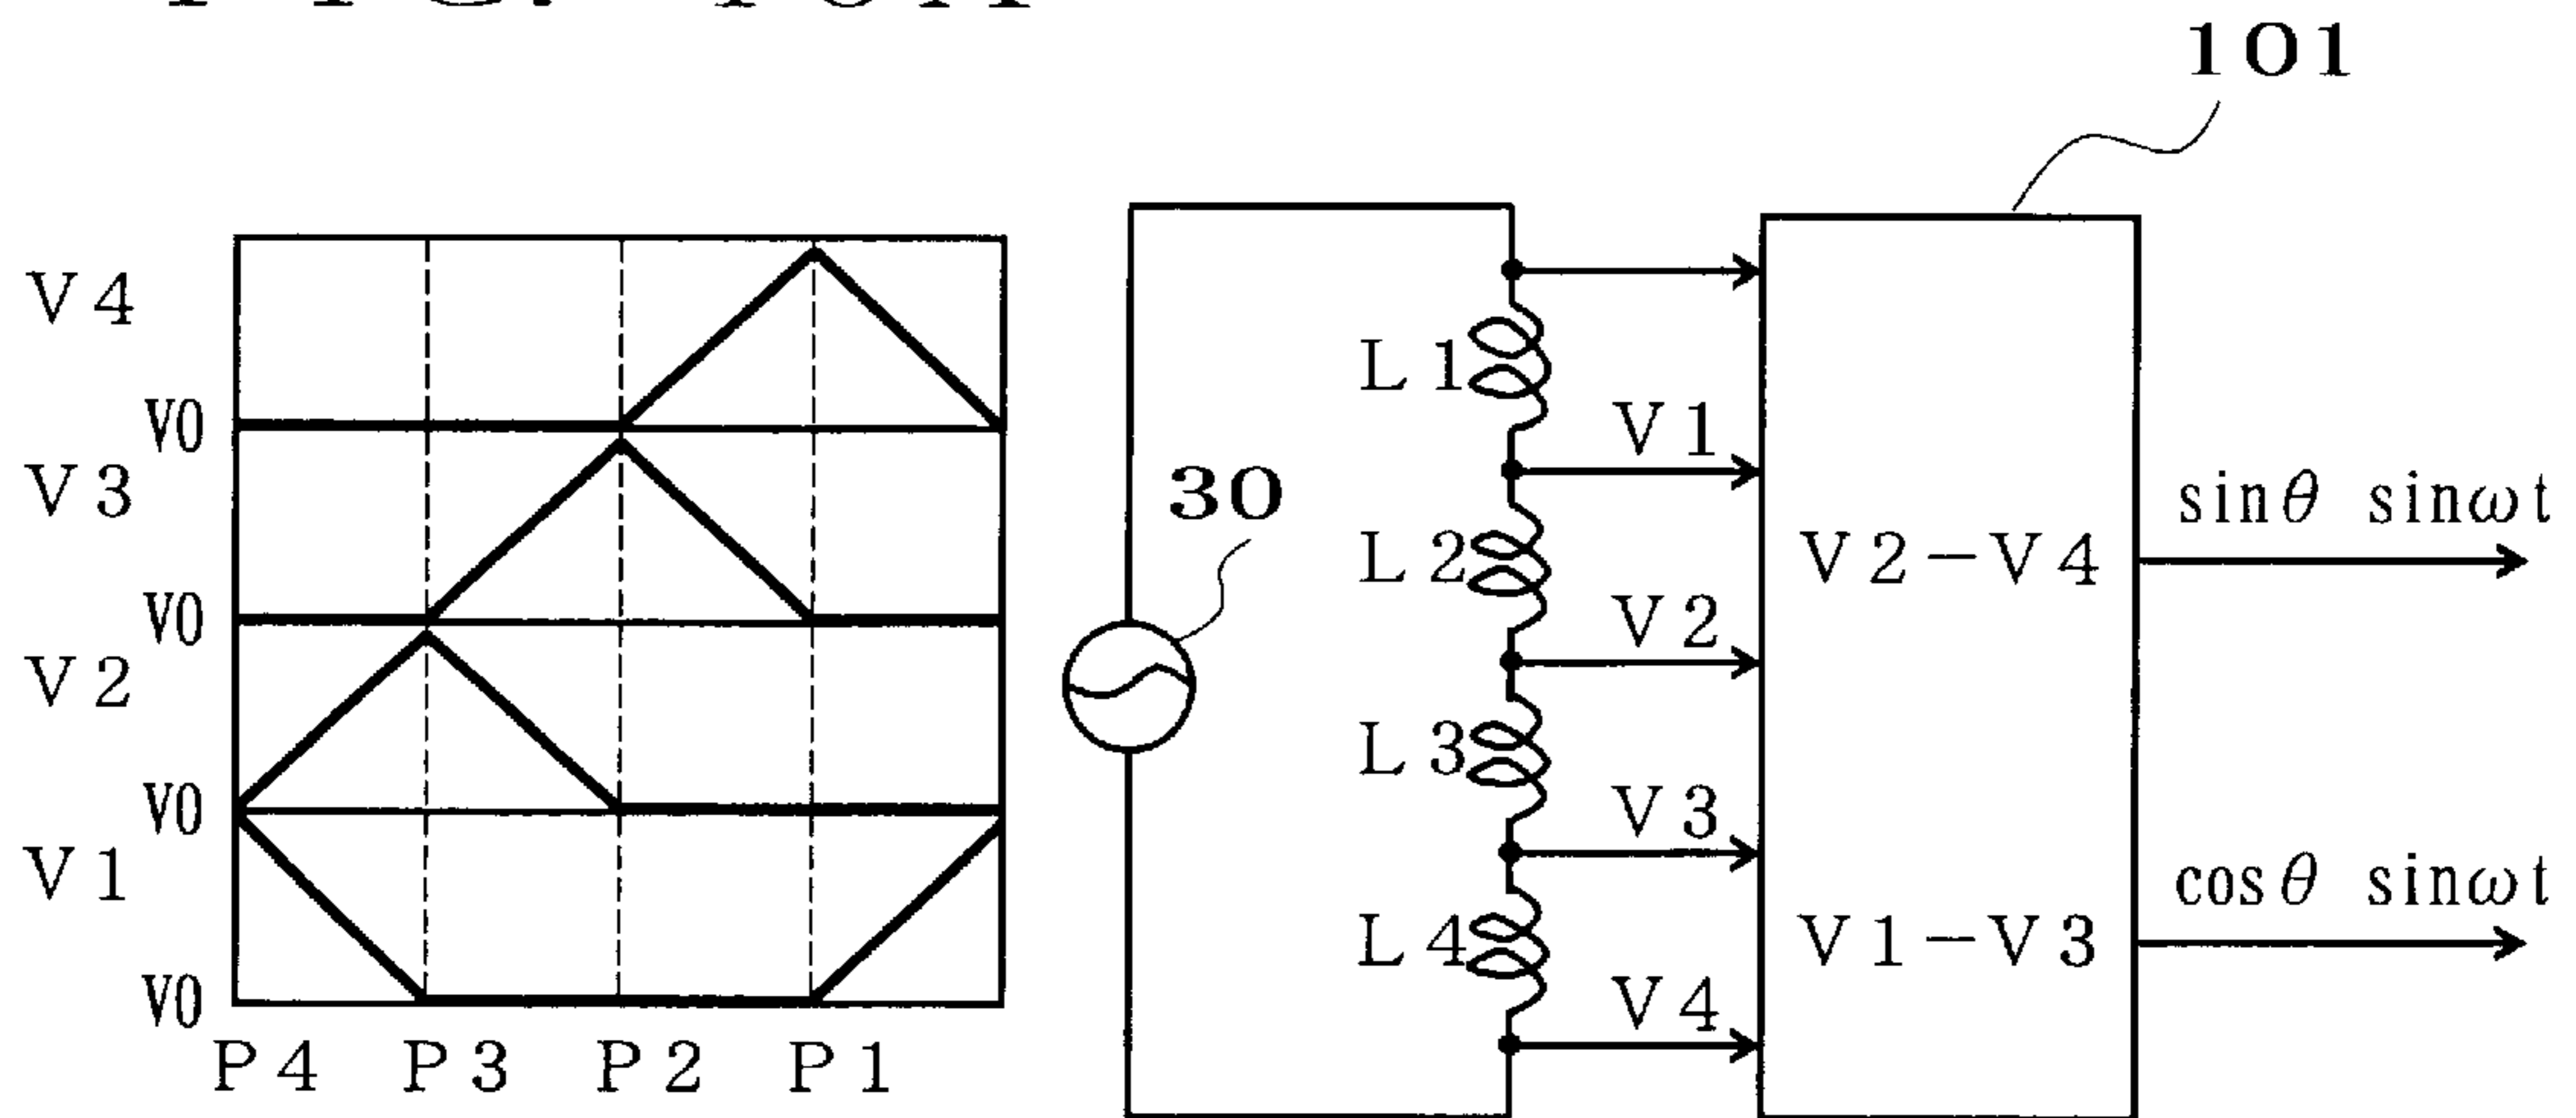 101
V4
V0
V3
V0
V2
V0
V1
V0
P4 P3 P2 P1
30
L1
V1
L2
V2
L3
V3
L4
V4
V2-V4
V1-V3
sinθ sinωt
cosθ sinωt